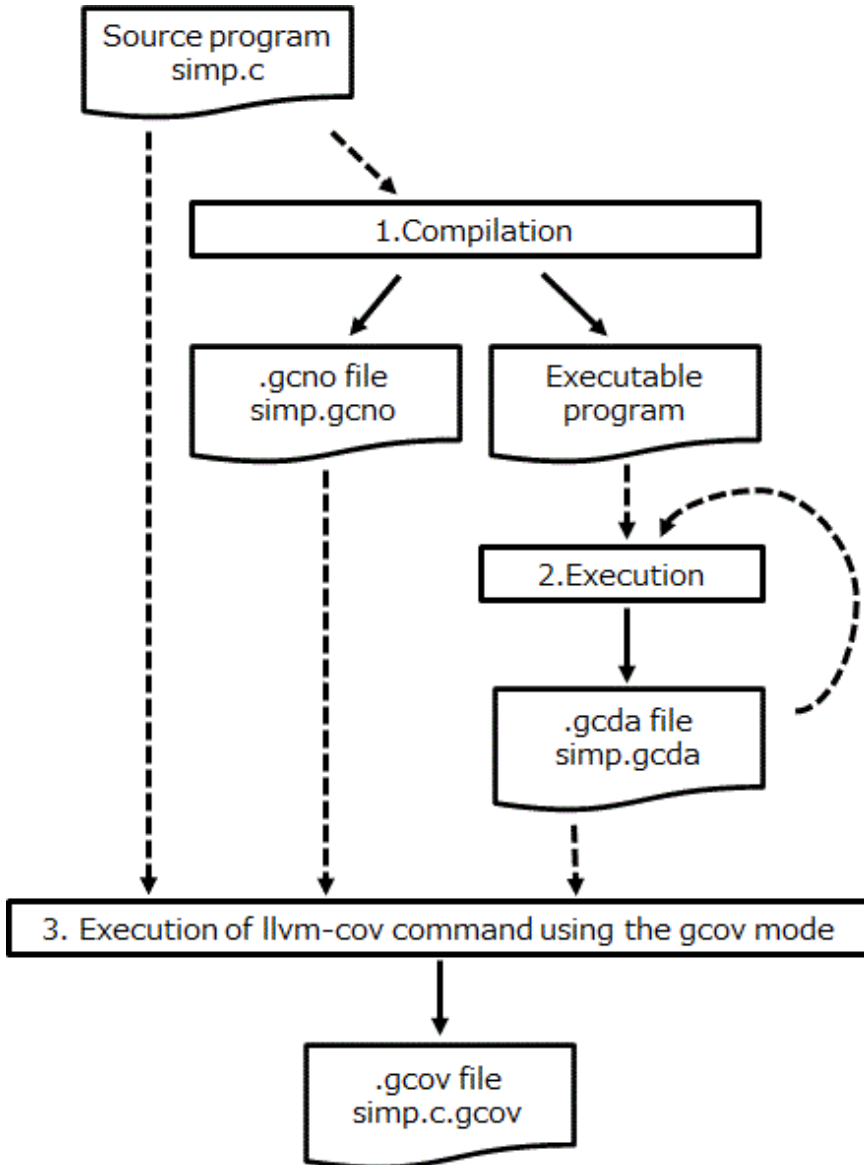 Source program
simp.c
1.Compilation
.gcno file
simp.gcno
Executable
program
2.Execution
.gcda file
simp.gcda
3. Execution of llvm-cov command using the gcov mode
.gcov file
simp.c.gcov